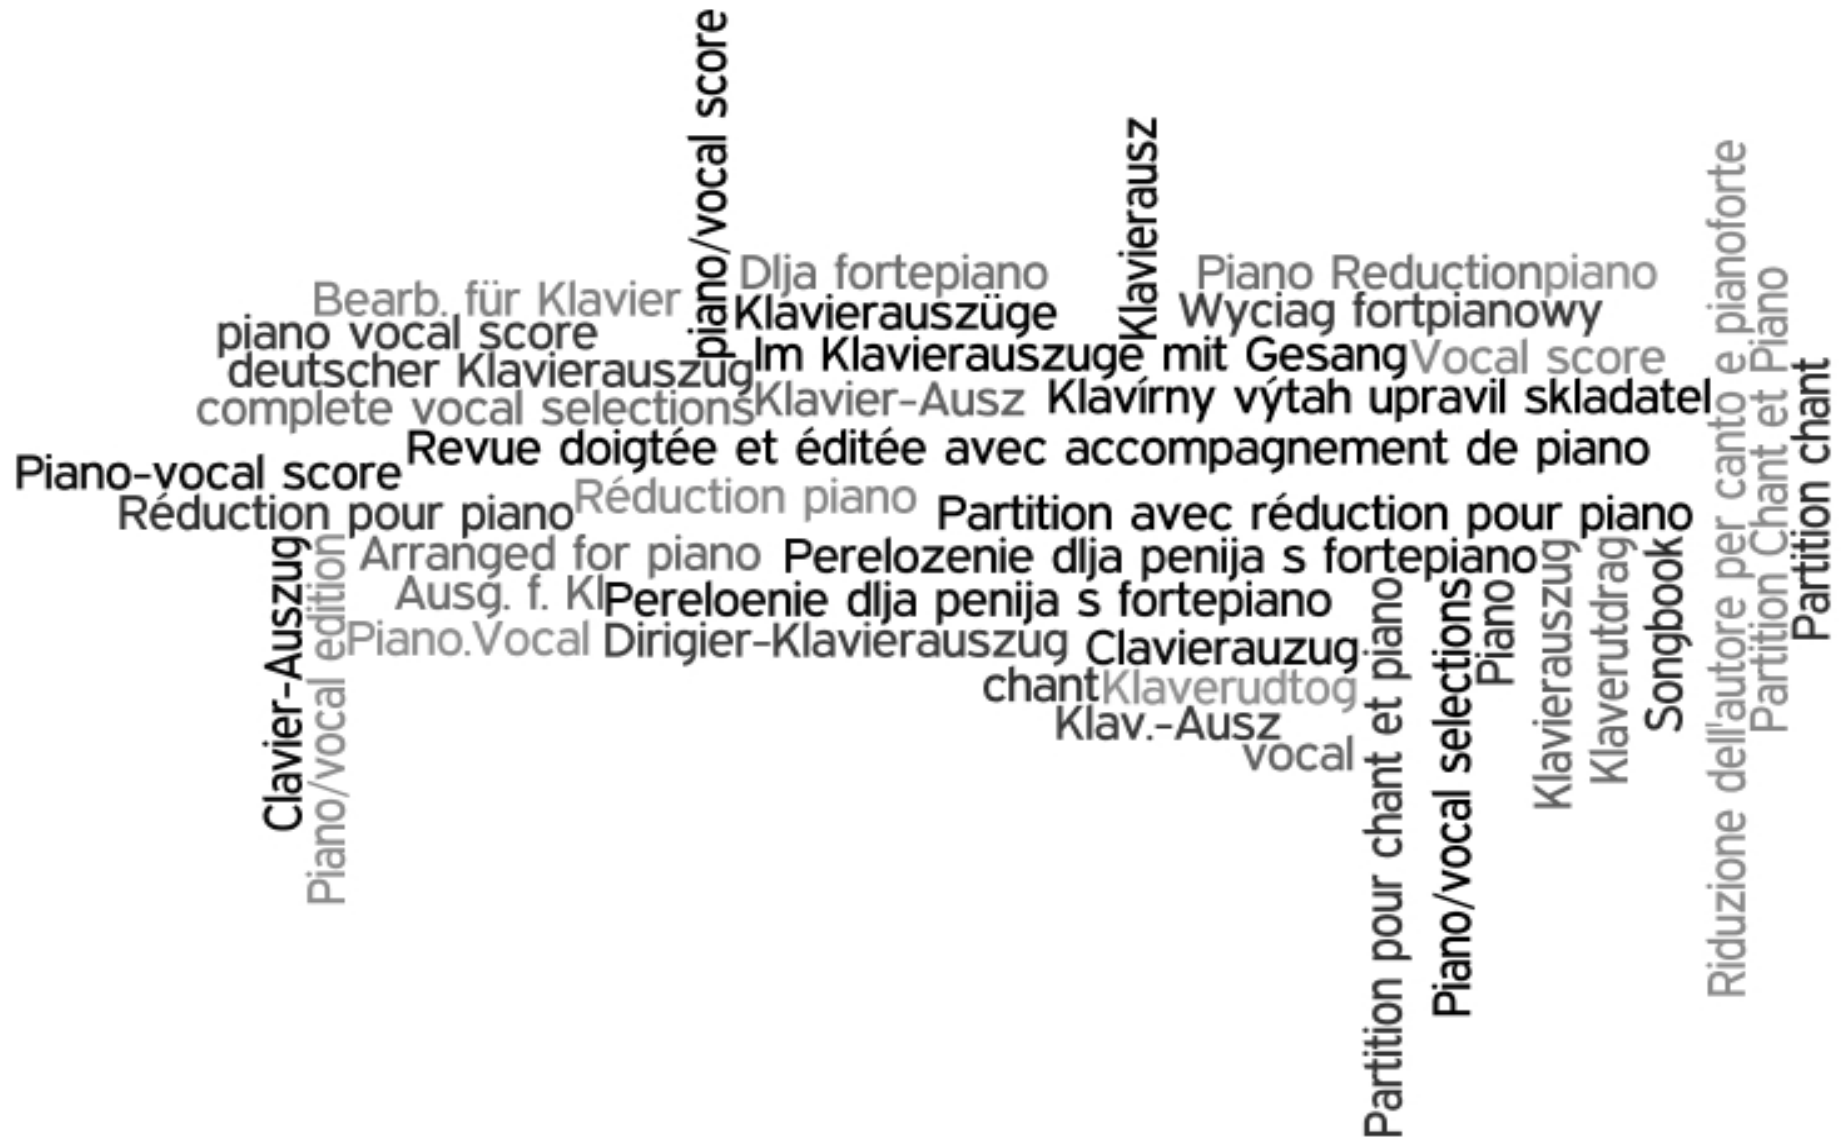 piano/vocal score
Klavierausz
Dlja fortepiano
Piano Reduction
piano
Bearb. für Klavier
Klavierauszüge
Wyciag fortpianowy
piano vocal score
Im Klavierauszuge mit Gesang
Vocal score
deutscher Klavierauszug
complete vocal selections
Klavier-Ausz
Klavírny výtah upravil skladatel
Revue doigtée et éditée avec accompagnement de piano
Piano-vocal score
Réduction pour piano
Réduction piano
Partition avec réduction pour piano
Arranged for piano
Perelozenie dlja penija s fortepiano
Ausg. f. Kl
Pereloenie dlja penija s fortepiano
Piano.Vocal
Dirigier-Klavierauszug
Clavierauzug
chant
Klaverudtog
Klav.-Ausz
vocal
Clavier-Auszug
Piano/vocal edition
Partition pour chant et piano
Piano/vocal selections
Piano
Klavierauszug
Klaverutdrag
Songbook
Riduzione dell'autore per canto e pianoforte
Partition Chant et Piano
Partition chant